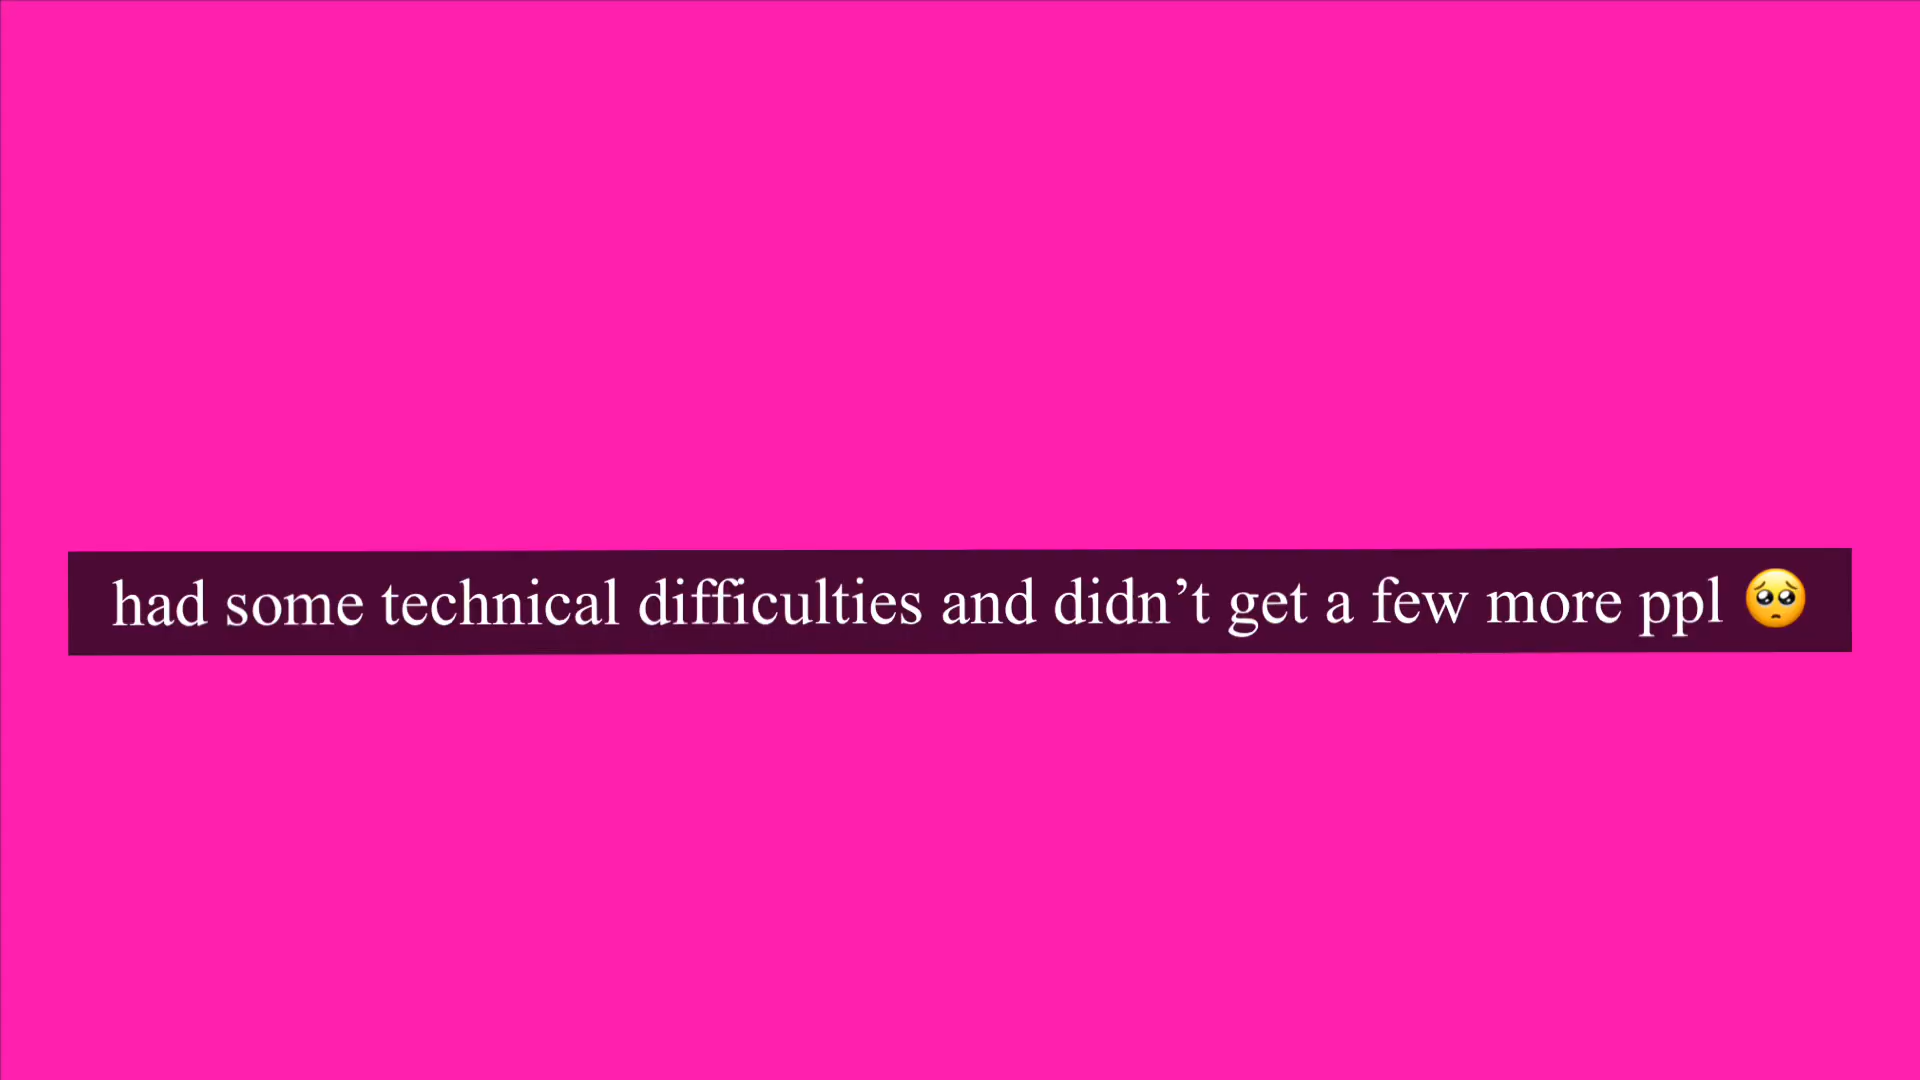 had some technical difficulties and didn’t get a few more ppl 🥺